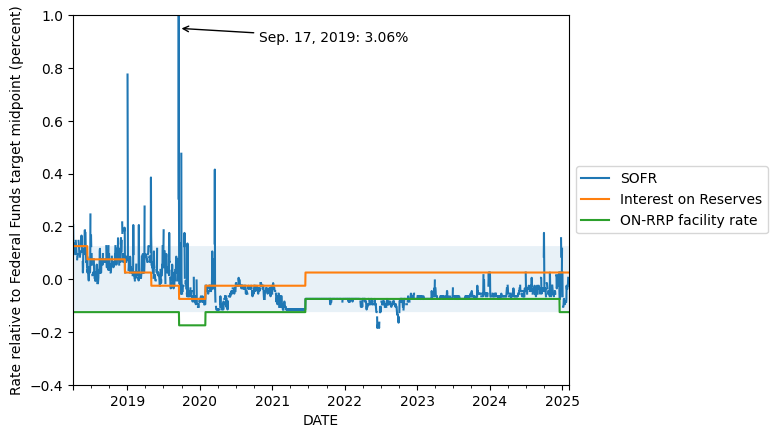 Rate relative to Federal Funds target midpoint (percent)
1.0
0.8
0.6
0.4
0.2
0.0
−0.2
−0.4
Sep. 17, 2019: 3.06%
SOFR
Interest on Reserves
ON-RRP facility rate
2019 2020 2021 2022 2023 2024 2025
DATE